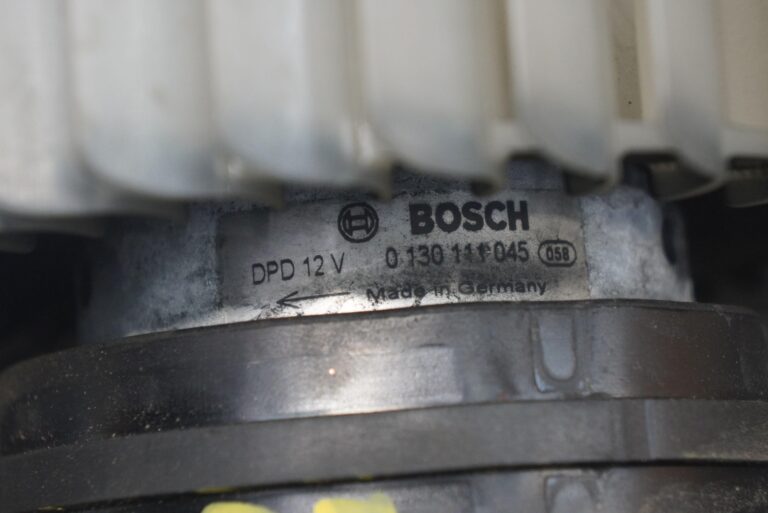 BOSCH
DPD 12 V 0 130 111 045 058
Made in Germany